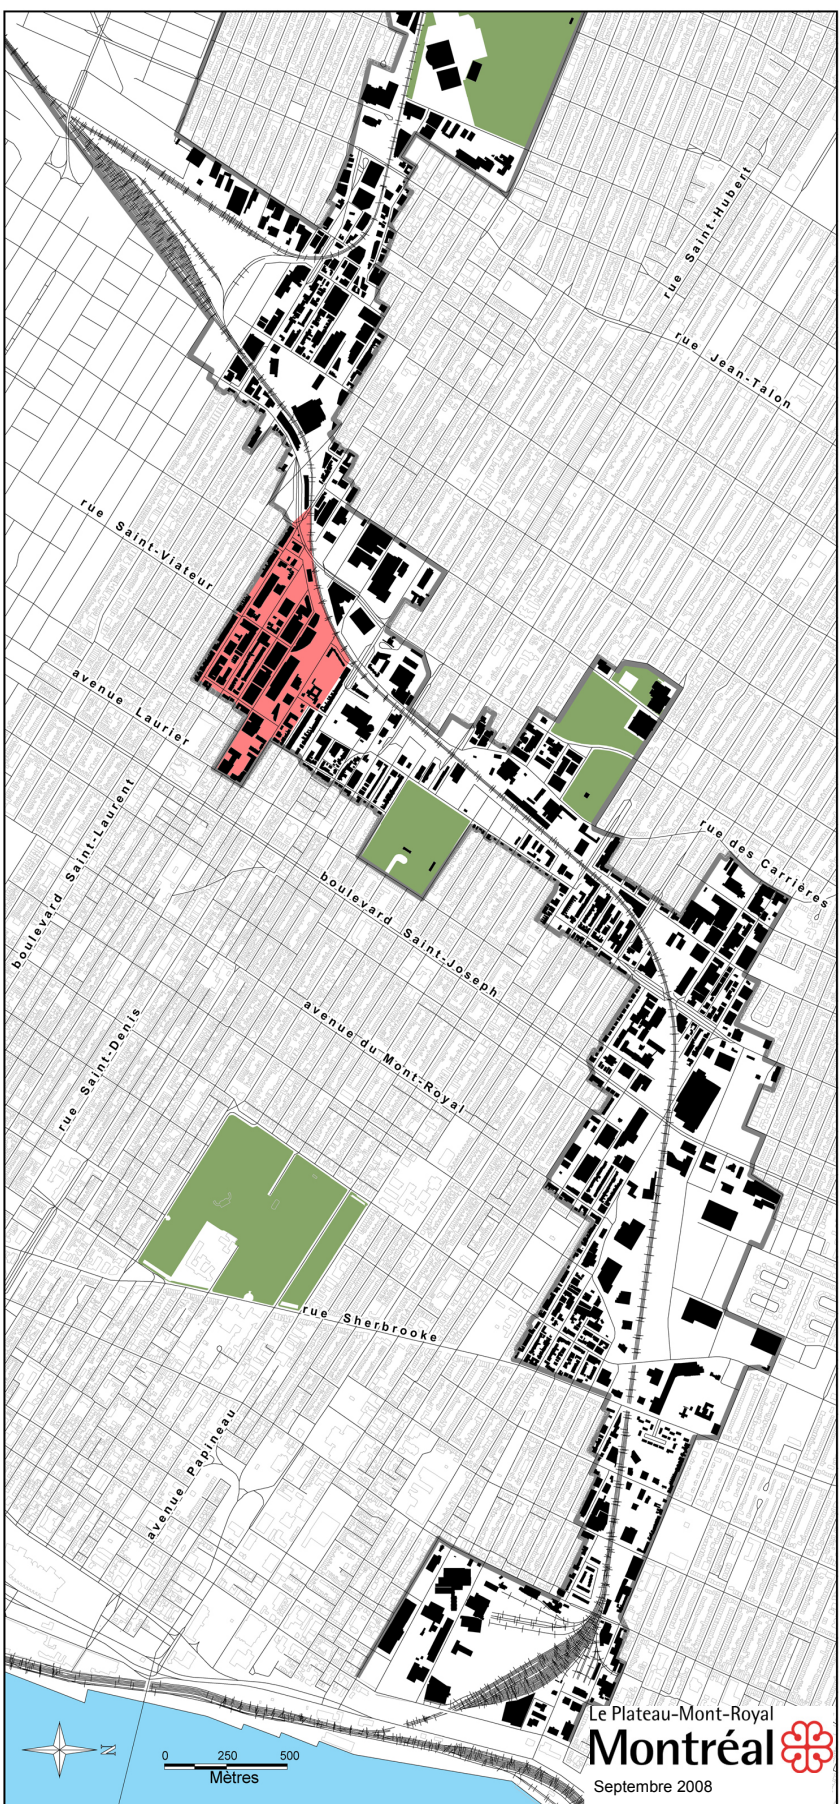 rue Saint-Hubert
rue Jean-Talon
rue Saint-Viateur
avenue Laurier
boulevard Saint-Laurent
rue des Carrières
boulevard Saint-Joseph
avenue du Mont-Royal
rue Saint-Denis
rue Sherbrooke
avenue Papineau
N
0 250 500
Mètres
Le Plateau-Mont-Royal
Montréal
Septembre 2008